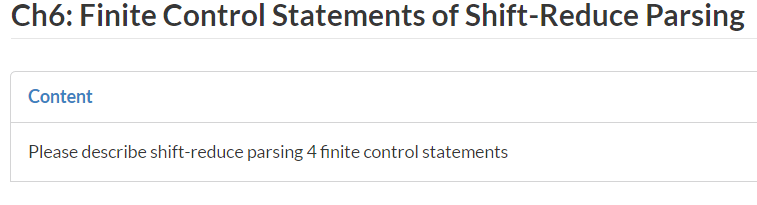 Ch6: Finite Control Statements of Shift-Reduce Parsing
Content
Please describe shift-reduce parsing 4 finite control statements